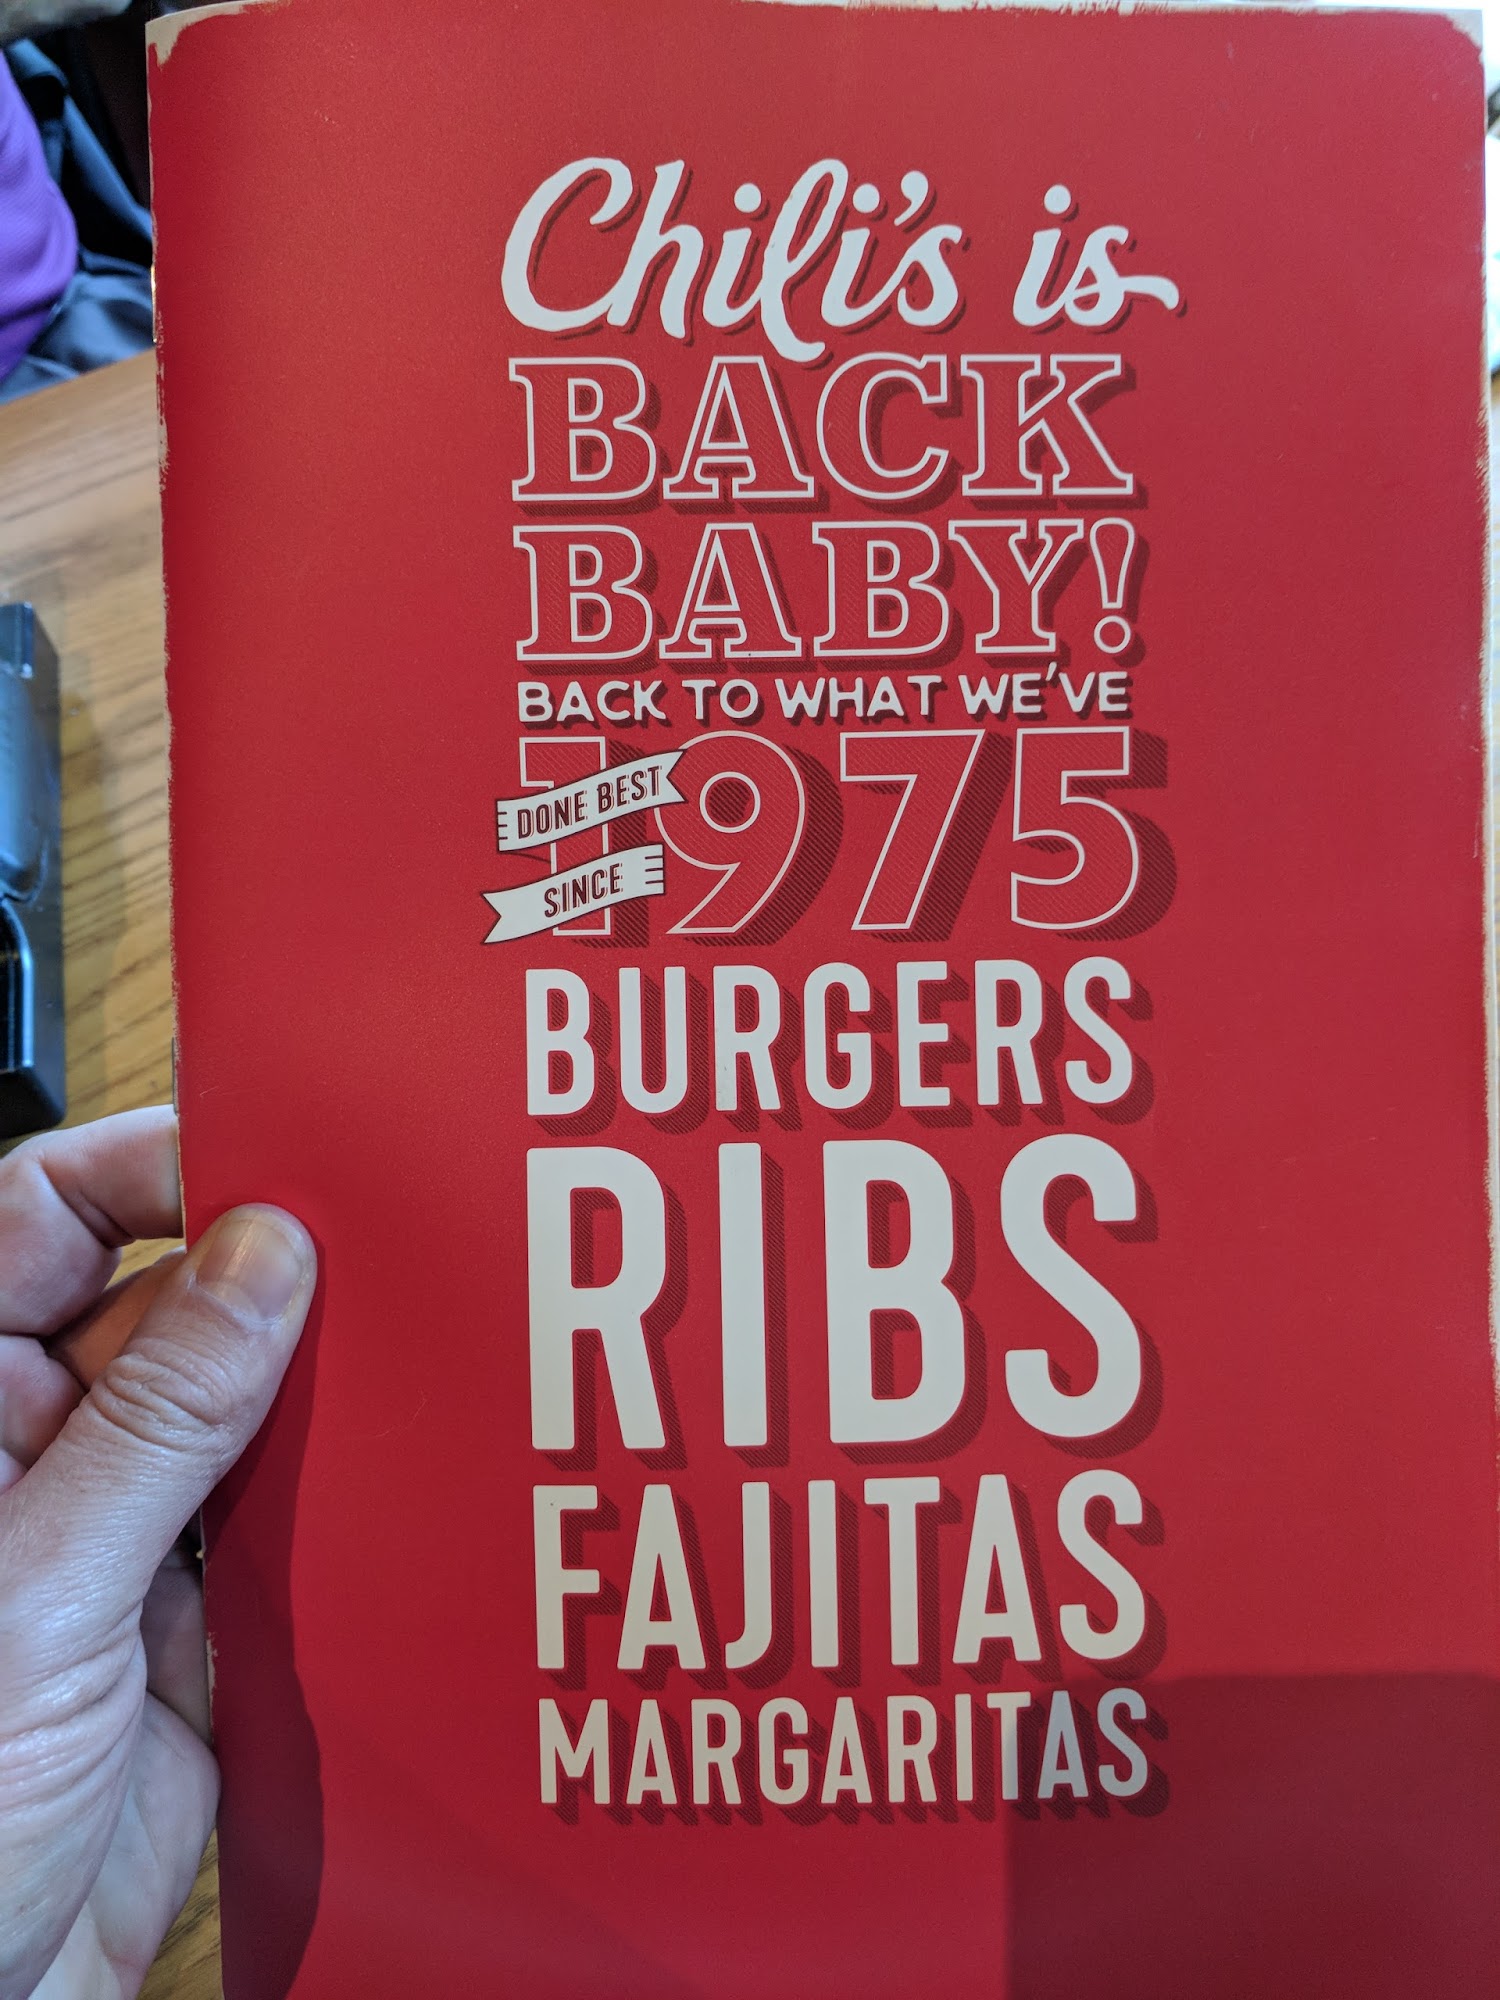 Chili's is
BACK
BABY!
BACK TO WHAT WE'VE
DONE BEST
SINCE
1975
BURGERS
RIBS
FAJITAS
MARGARITAS